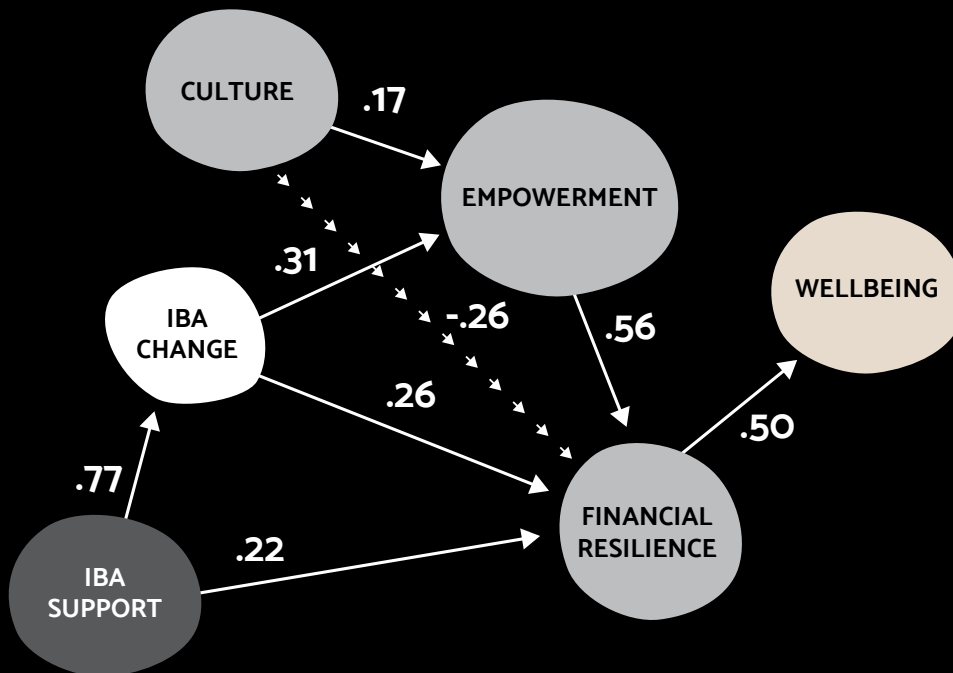 CULTURE
.17
EMPOWERMENT
.31
WELLBEING
IBA
CHANGE
-.26
.56
.26
.50
.77
FINANCIAL
RESILIENCE
.22
IBA
SUPPORT